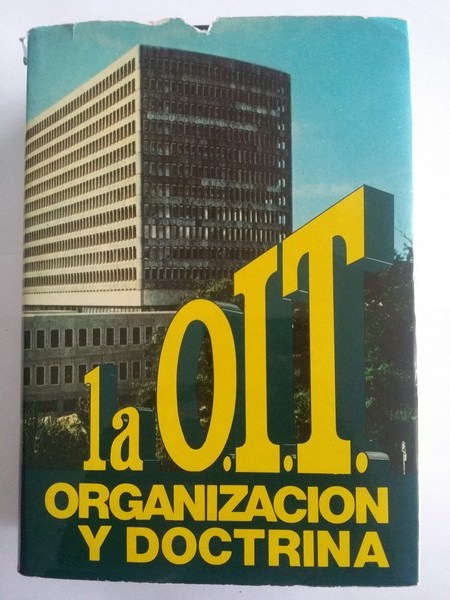 la O.I.T.
ORGANIZACION
Y DOCTRINA